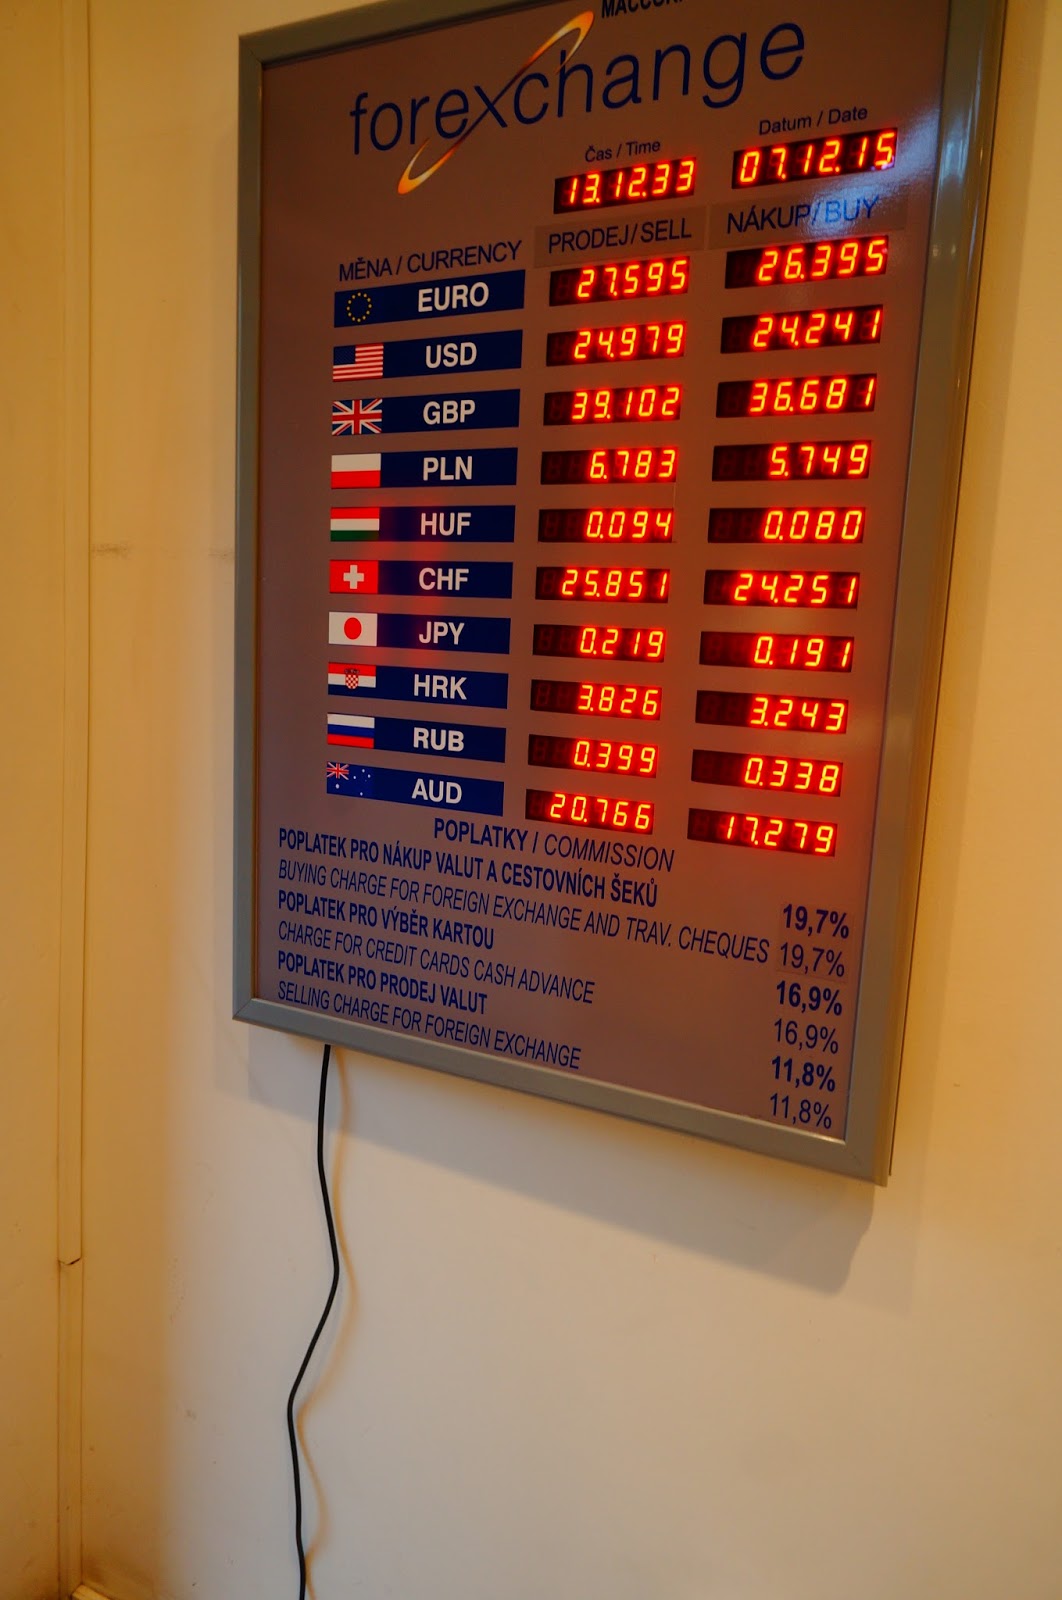 forexchange
Čas / Time Datum / Date
13.12.33 07.12.15
MĚNA / CURRENCY PRODEJ/SELL NÁKUP/BUY
EURO 27.595 26.395
USD 24.979 24.241
GBP 39.102 36.681
PLN 6.783 5.749
HUF 0.094 0.080
CHF 25.851 24.251
JPY 0.219 0.191
HRK 3.826 3.243
RUB 0.399 0.338
AUD 20.766 17.279
POPLATKY / COMMISSION
POPLATEK PRO NÁKUP VALUT A CESTOVNÍCH ŠEKŮ 19,7%
BUYING CHARGE FOR FOREIGN EXCHANGE AND TRAV. CHEQUES 19,7%
POPLATEK PRO VÝBĚR KARTOU 16,9%
CHARGE FOR CREDIT CARDS CASH ADVANCE 16,9%
POPLATEK PRO PRODEJ VALUT 11,8%
SELLING CHARGE FOR FOREIGN EXCHANGE 11,8%